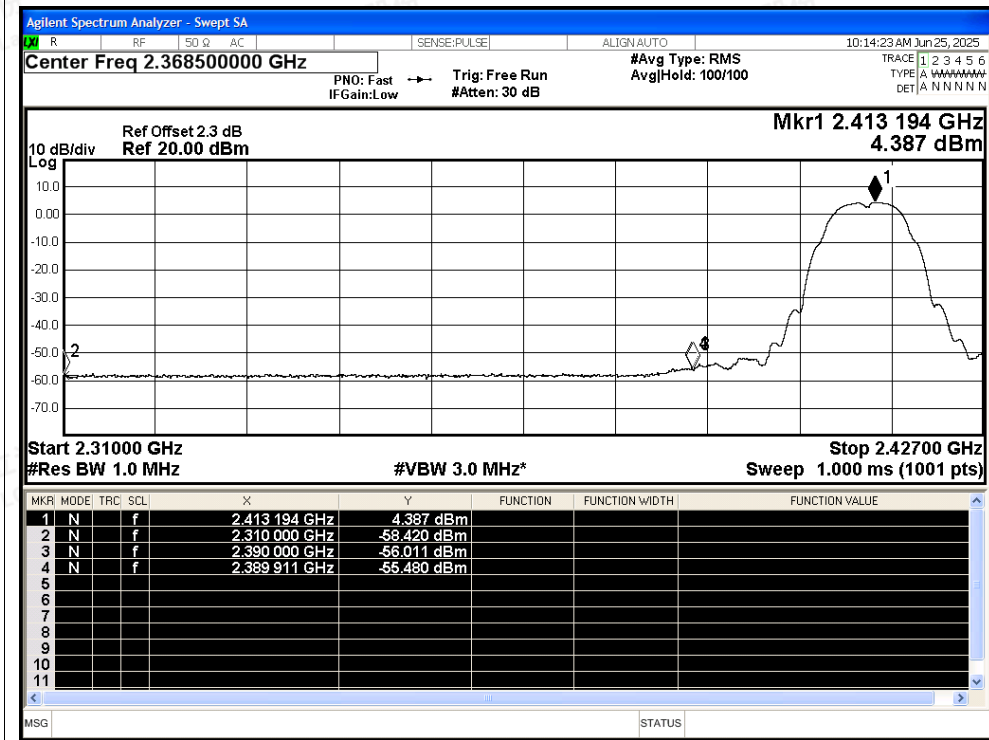 Agilent Spectrum Analyzer - Swept SA
LXI R RF 50 Ω AC SENSE:PULSE ALIGN AUTO 10:14:23 AM Jun 25, 2025
Center Freq 2.368500000 GHz
PNO: Fast
IFGain:Low
Trig: Free Run
#Atten: 30 dB
#Avg Type: RMS
Avg|Hold: 100/100
TRACE 1 2 3 4 5 6
TYPE A WWWWW
DET A N N N N N
Mkr1 2.413 194 GHz
4.387 dBm
Ref Offset 2.3 dB
10 dB/div Ref 20.00 dBm
Log
10.0
0.00
-10.0
-20.0
-30.0
-40.0
-50.0
-60.0
-70.0
1
2
Start 2.31000 GHz Stop 2.42700 GHz
#Res BW 1.0 MHz #VBW 3.0 MHz* Sweep 1.000 ms (1001 pts)
MKR MODE TRC SCL X Y FUNCTION FUNCTION WIDTH FUNCTION VALUE
1 N f 2.413 194 GHz 4.387 dBm
2 N f 2.310 000 GHz -58.420 dBm
3 N f 2.390 000 GHz -56.011 dBm
4 N f 2.389 911 GHz -55.480 dBm
5
6
7
8
9
10
11
MSG STATUS